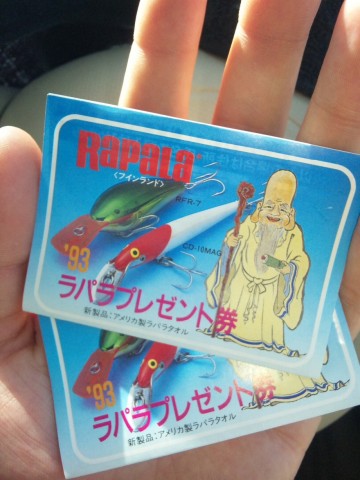 RAPALA
〈フインランド〉
RFR-7
CD-10MAG
'93
ラパラプレゼント券
新製品:アメリカ製ラパラタオル
'93
ラパラプレゼント券
新製品:アメリカ製ラパラタオル